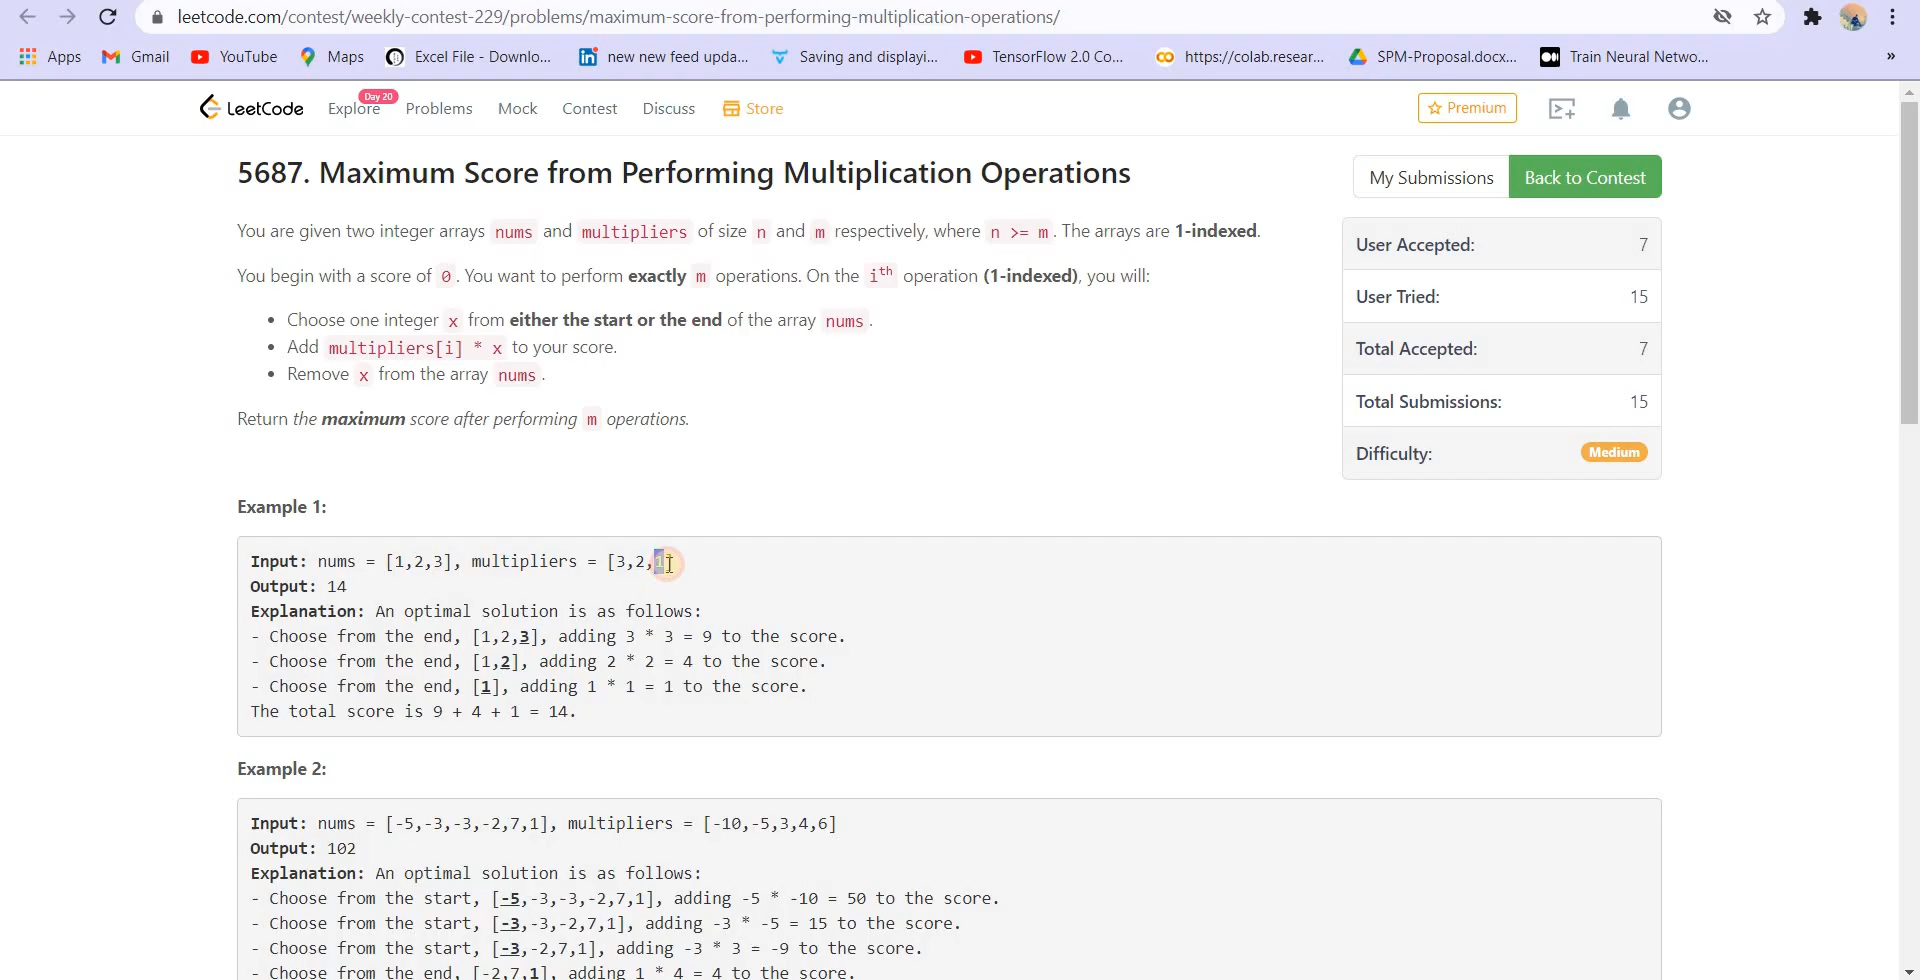 leetcode.com/contest/weekly-contest-229/problems/maximum-score-from-performing-multiplication-operations/
Apps Gmail YouTube Maps Excel File - Downlo... new new feed upda... Saving and displayi... TensorFlow 2.0 Co... https://colab.resear... SPM-Proposal.docx... Train Neural Netwo... »
LeetCode Explore Day 20 Problems Mock Contest Discuss Store Premium
5687. Maximum Score from Performing Multiplication Operations
My Submissions Back to Contest
You are given two integer arrays nums and multipliers of size n and m respectively, where n >= m. The arrays are 1-indexed.
You begin with a score of 0. You want to perform exactly m operations. On the ith operation (1-indexed), you will:
• Choose one integer x from either the start or the end of the array nums.
• Add multipliers[i] * x to your score.
• Remove x from the array nums.
Return the maximum score after performing m operations.
User Accepted: 7
User Tried: 15
Total Accepted: 7
Total Submissions: 15
Difficulty: Medium
Example 1:
Input: nums = [1,2,3], multipliers = [3,2,1
Output: 14
Explanation: An optimal solution is as follows:
- Choose from the end, [1,2,3], adding 3 * 3 = 9 to the score.
- Choose from the end, [1,2], adding 2 * 2 = 4 to the score.
- Choose from the end, [1], adding 1 * 1 = 1 to the score.
The total score is 9 + 4 + 1 = 14.
Example 2:
Input: nums = [-5,-3,-3,-2,7,1], multipliers = [-10,-5,3,4,6]
Output: 102
Explanation: An optimal solution is as follows:
- Choose from the start, [-5,-3,-3,-2,7,1], adding -5 * -10 = 50 to the score.
- Choose from the start, [-3,-3,-2,7,1], adding -3 * -5 = 15 to the score.
- Choose from the start, [-3,-2,7,1], adding -3 * 3 = -9 to the score.
- Choose from the end, [-2,7,1], adding 1 * 4 = 4 to the score.